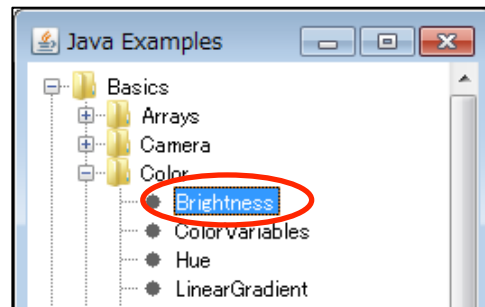 Java Examples
Basics
Arrays
Camera
Color
Brightness
ColorVariables
Hue
LinearGradient